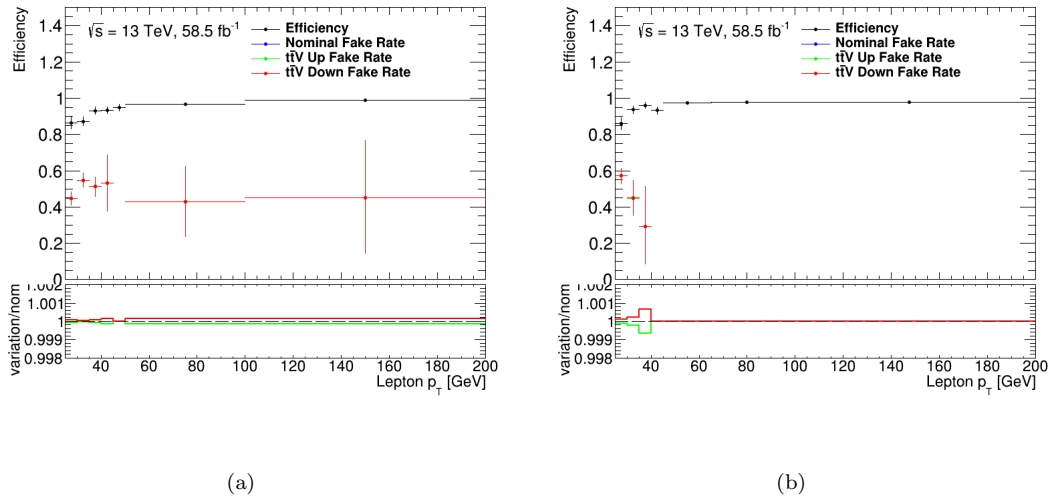 Efficiency
1.4
1.2
1
0.8
0.6
0.4
0.2
0
√s = 13 TeV, 58.5 fb⁻¹
Efficiency
Nominal Fake Rate
tt̄V Up Fake Rate
tt̄V Down Fake Rate
variation/nom
1.002
1.001
1
0.999
0.998
40 60 80 100 120 140 160 180 200
Lepton p_T [GeV]
(a)
Efficiency
1.4
1.2
1
0.8
0.6
0.4
0.2
0
√s = 13 TeV, 58.5 fb⁻¹
Efficiency
Nominal Fake Rate
tt̄V Up Fake Rate
tt̄V Down Fake Rate
variation/nom
1.002
1.001
1
0.999
0.998
40 60 80 100 120 140 160 180 200
Lepton p_T [GeV]
(b)